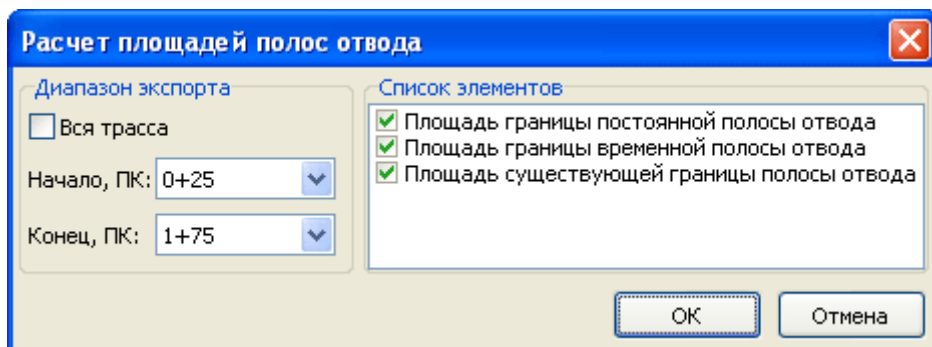 Расчет площадей полос отвода
Диапазон экспорта
Вся трасса
Начало, ПК: 0+25
Конец, ПК: 1+75
Список элементов
Площадь границы постоянной полосы отвода
Площадь границы временной полосы отвода
Площадь существующей границы полосы отвода
ОК
Отмена